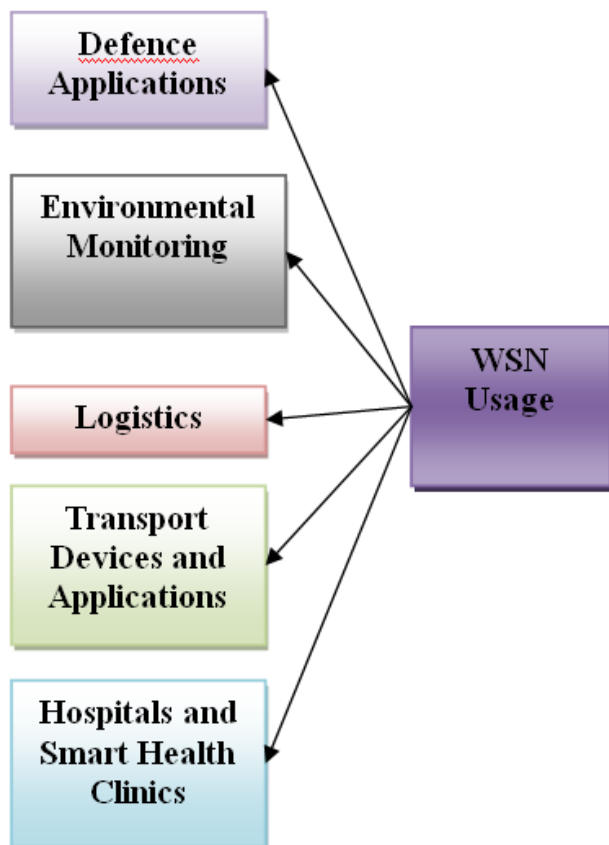 Defence
Applications
Environmental
Monitoring
WSN
Usage
Logistics
Transport
Devices and
Applications
Hospitals and
Smart Health
Clinics